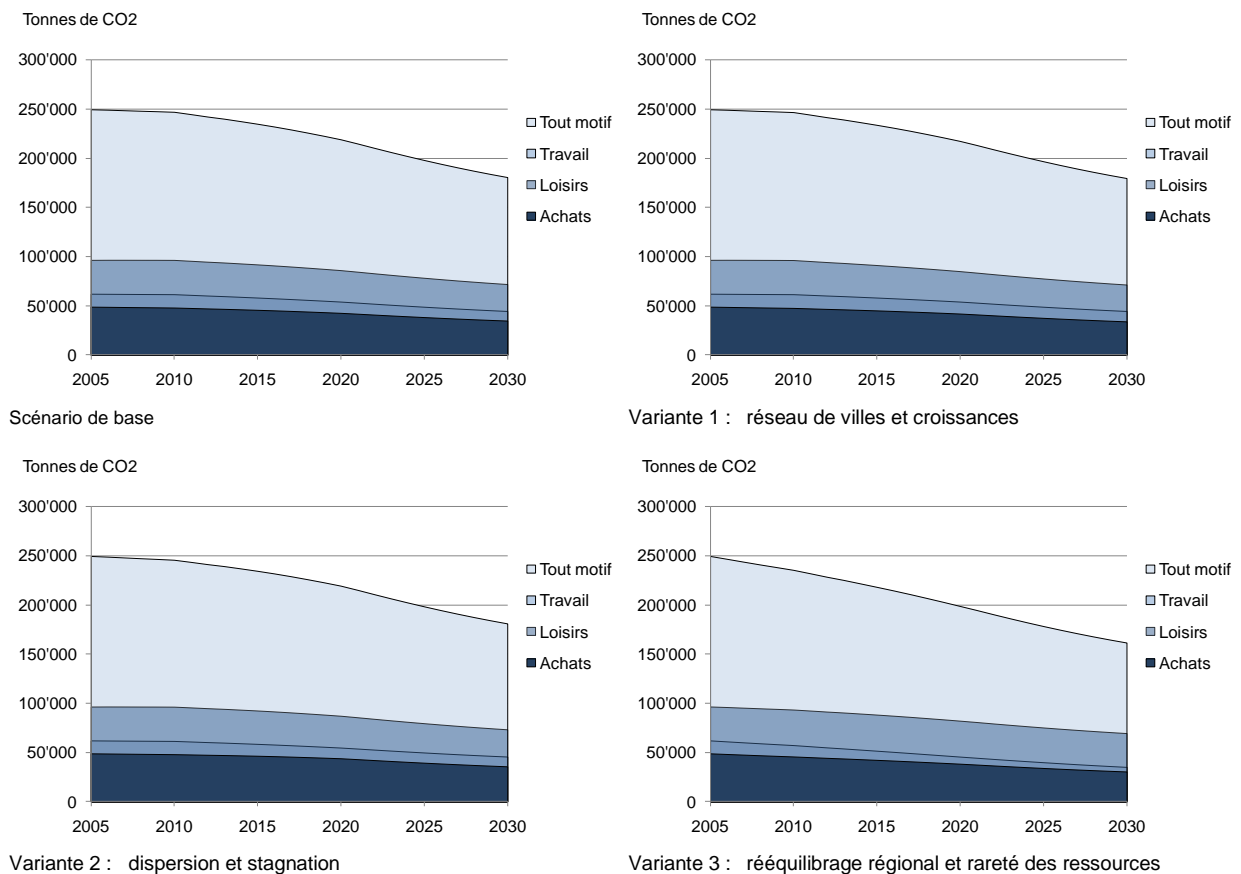 Tonnes de CO2
300'000
250'000
200'000
150'000
100'000
50'000
0
2005 2010 2015 2020 2025 2030
Tout motif
Travail
Loisirs
Achats
Scénario de base
Tonnes de CO2
300'000
250'000
200'000
150'000
100'000
50'000
0
2005 2010 2015 2020 2025 2030
Tout motif
Travail
Loisirs
Achats
Variante 1 : réseau de villes et croissances
Tonnes de CO2
300'000
250'000
200'000
150'000
100'000
50'000
0
2005 2010 2015 2020 2025 2030
Tout motif
Travail
Loisirs
Achats
Variante 2 : dispersion et stagnation
Tonnes de CO2
300'000
250'000
200'000
150'000
100'000
50'000
0
2005 2010 2015 2020 2025 2030
Tout motif
Travail
Loisirs
Achats
Variante 3 : rééquilibrage régional et rareté des ressources